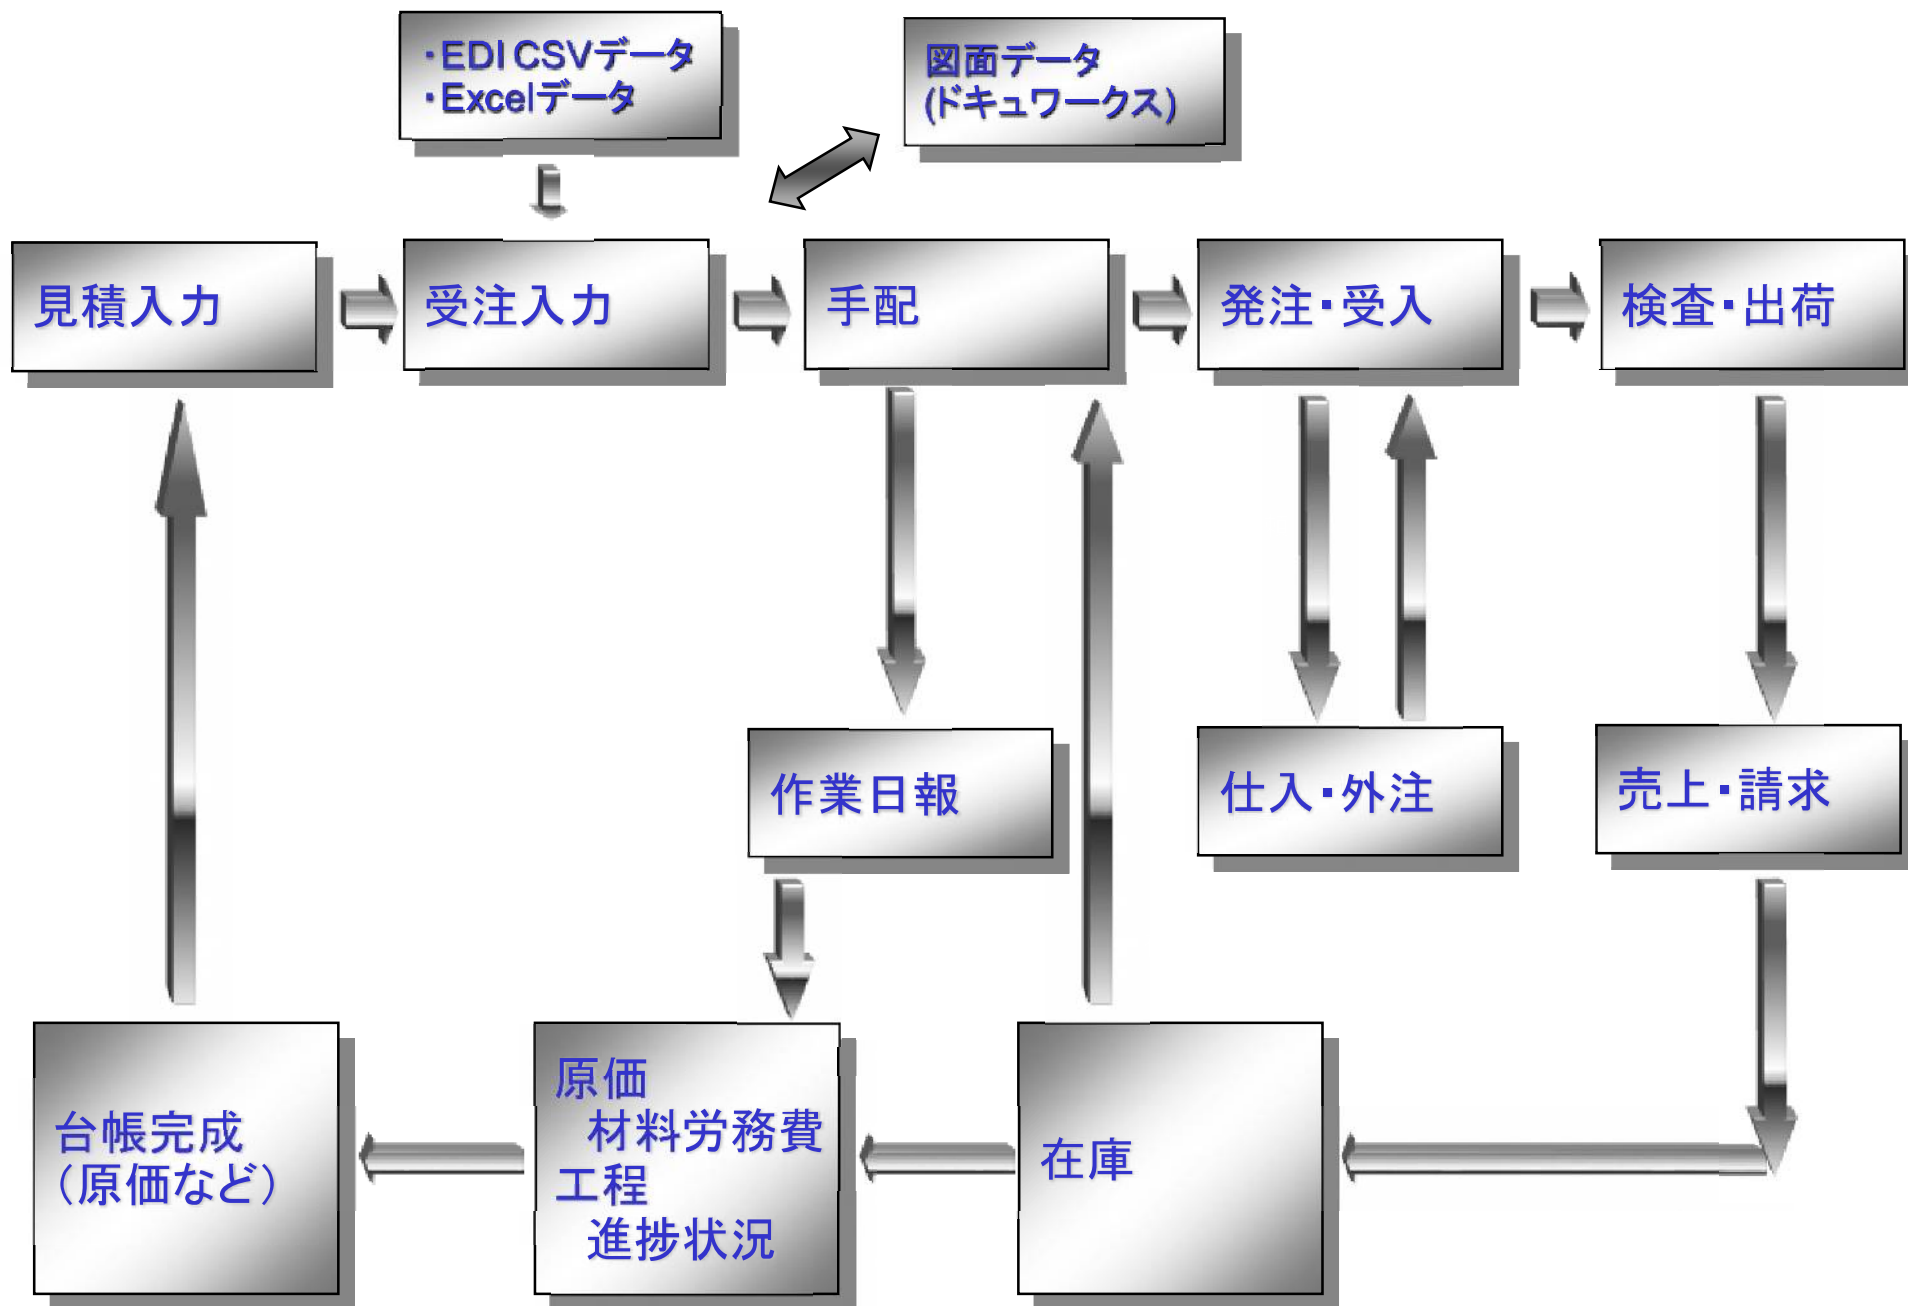 ・EDI CSVデータ
・Excelデータ
図面データ
(ドキュワークス)
見積入力
受注入力
手配
発注・受入
検査・出荷
作業日報
仕入・外注
売上・請求
台帳完成
（原価など）
原価
材料労務費
工程
進捗状況
在庫